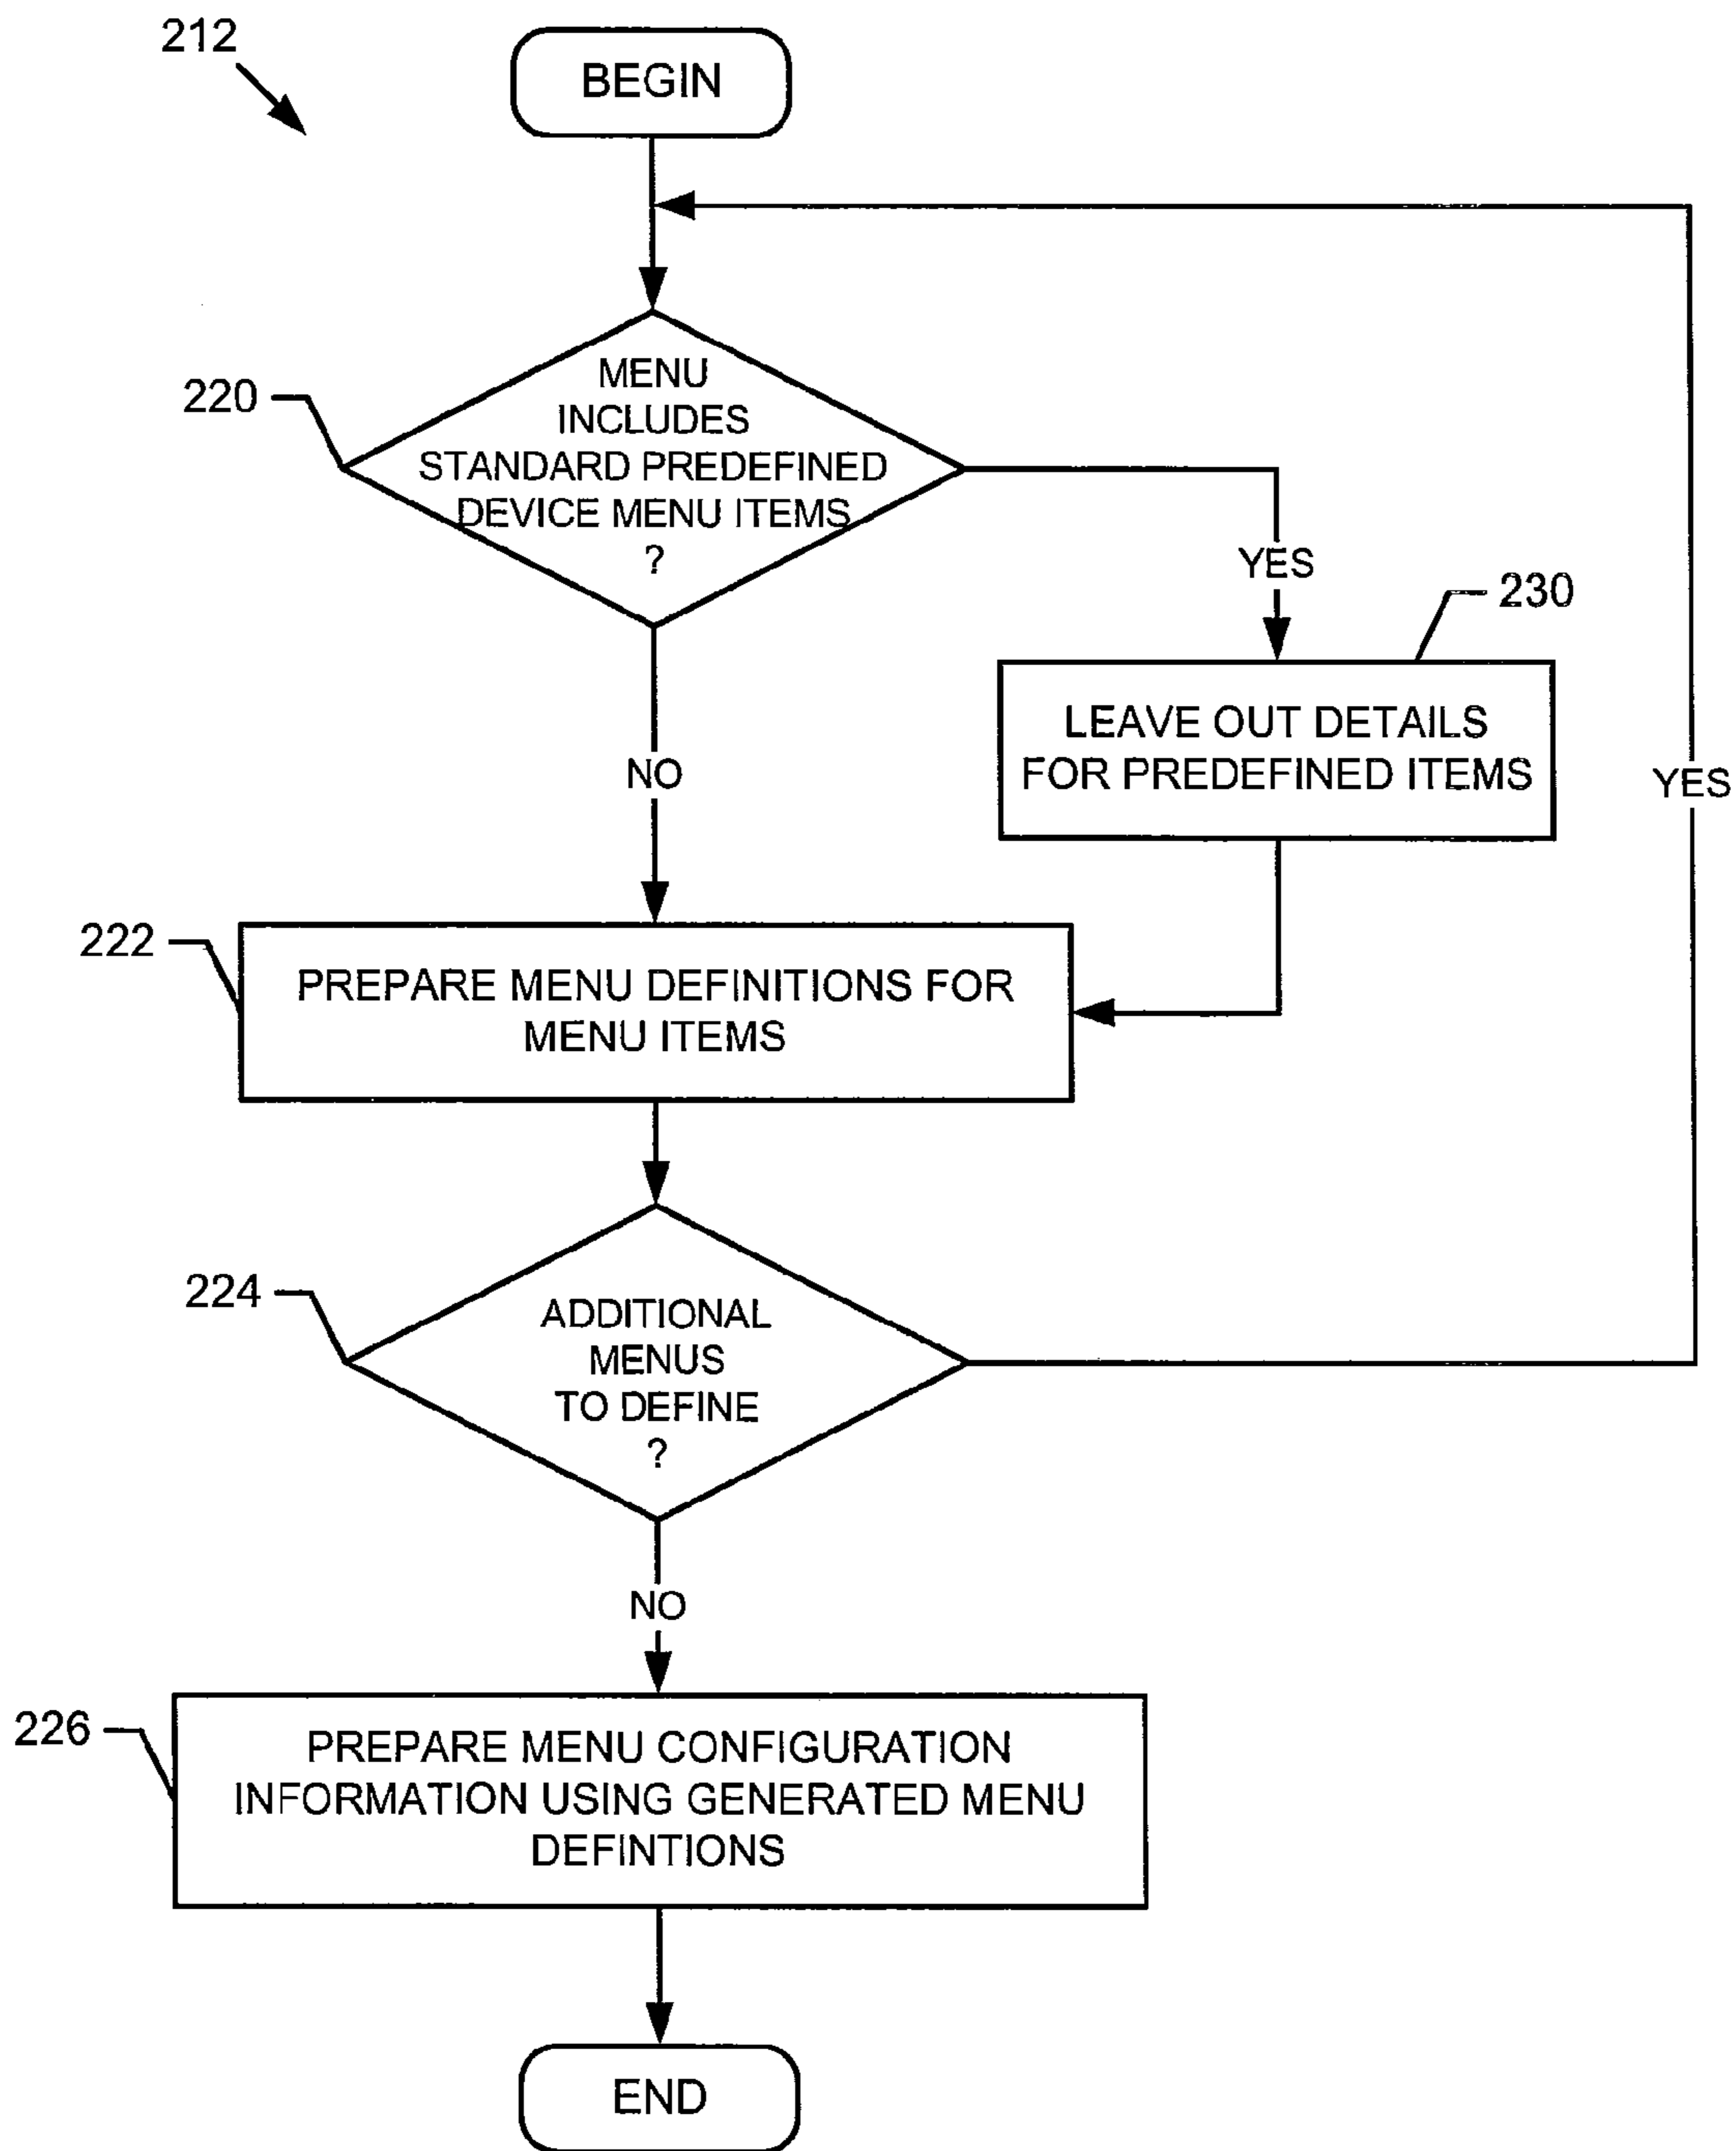 212
BEGIN
220
MENU
INCLUDES
STANDARD PREDEFINED
DEVICE MENU ITEMS
?
YES
230
LEAVE OUT DETAILS
FOR PREDEFINED ITEMS
YES
NO
222
PREPARE MENU DEFINITIONS FOR
MENU ITEMS
224
ADDITIONAL
MENUS
TO DEFINE
?
NO
226
PREPARE MENU CONFIGURATION
INFORMATION USING GENERATED MENU
DEFINTIONS
END